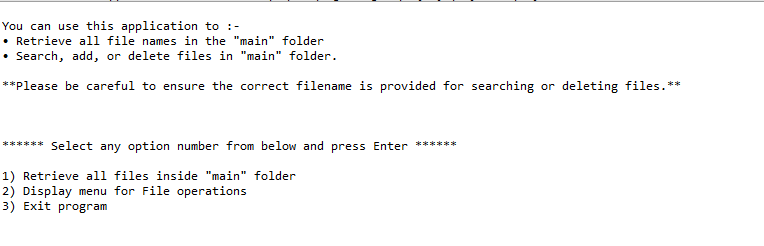 You can use this application to :-
• Retrieve all file names in the "main" folder
• Search, add, or delete files in "main" folder.
**Please be careful to ensure the correct filename is provided for searching or deleting files.**
****** Select any option number from below and press Enter ******
1) Retrieve all files inside "main" folder
2) Display menu for File operations
3) Exit program